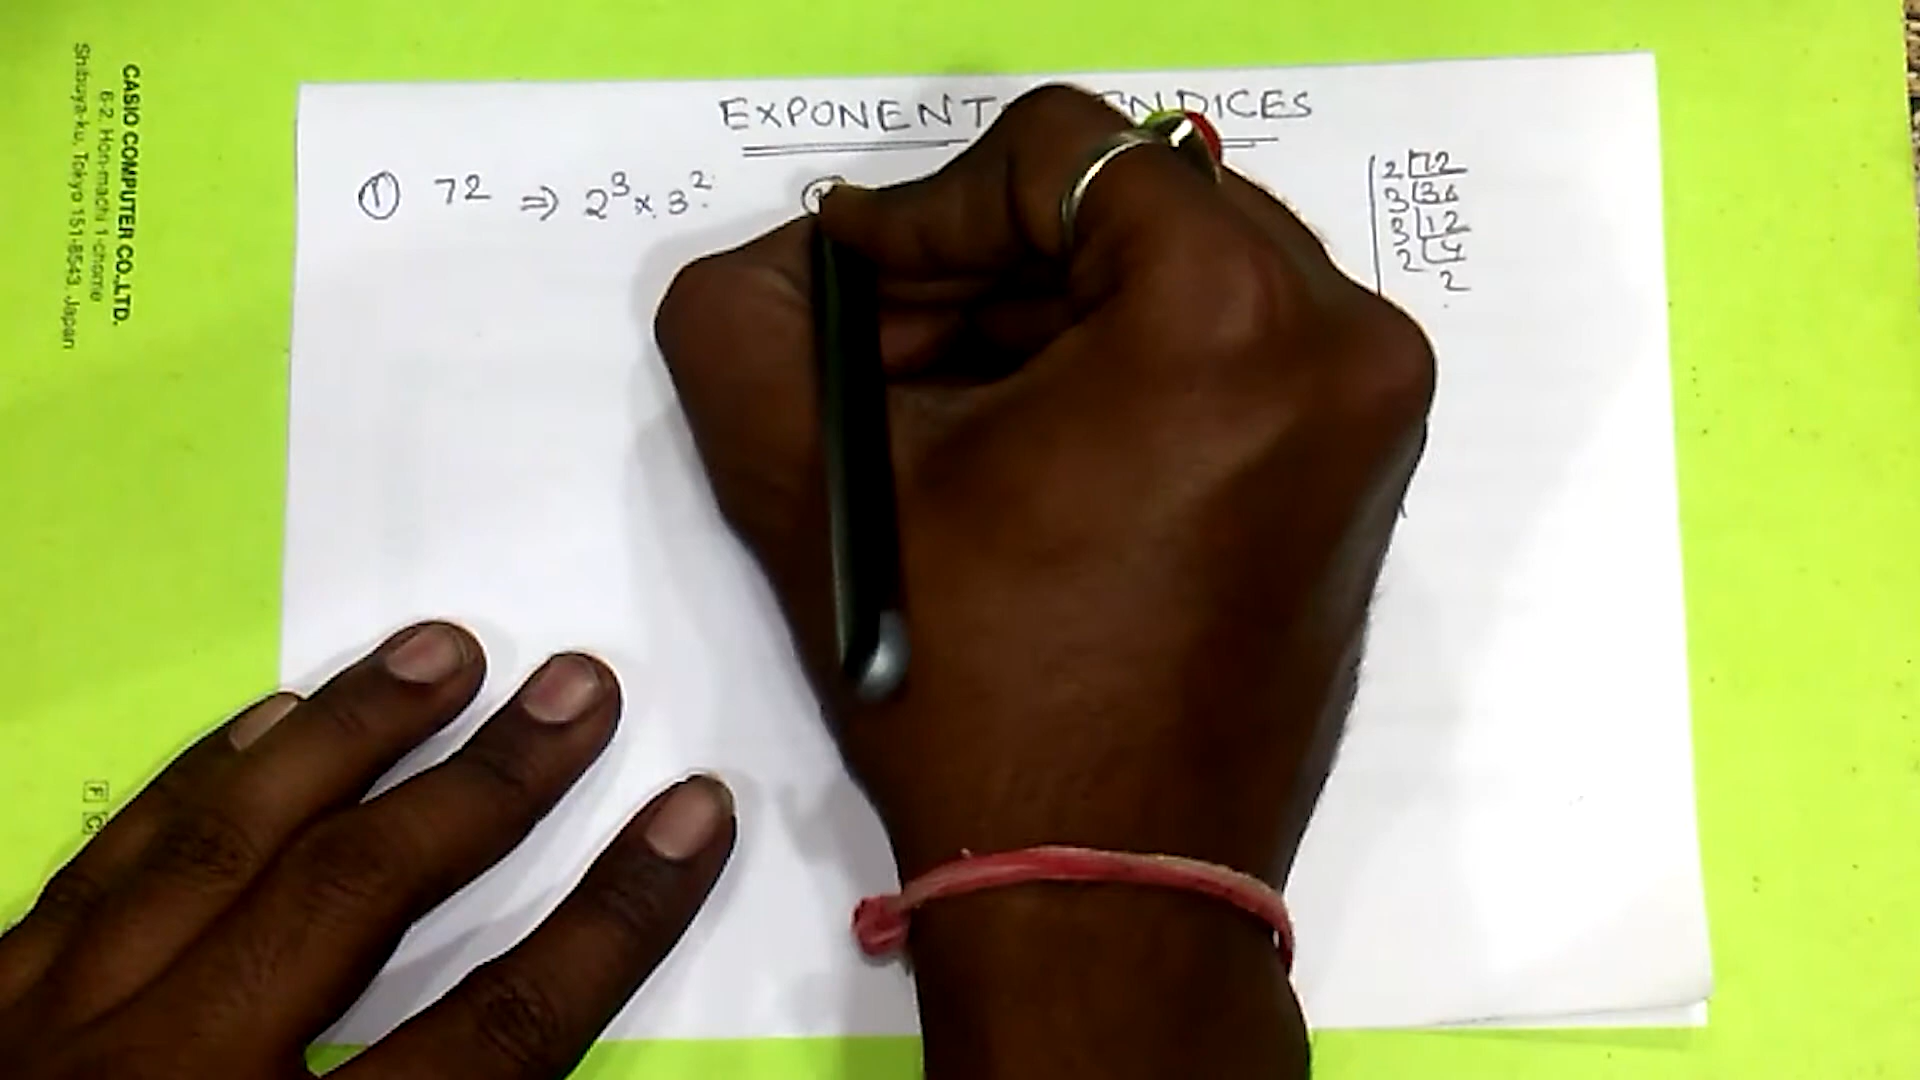 EXPONENT ENDICES
① 72 ⇒ 2³ × 3²
2 72
3 36
3 12
2 4
2
CASIO COMPUTER CO.,LTD.
6-2, Hon-machi 1-chome
Shibuya-ku, Tokyo 151-8543, Japan
F C